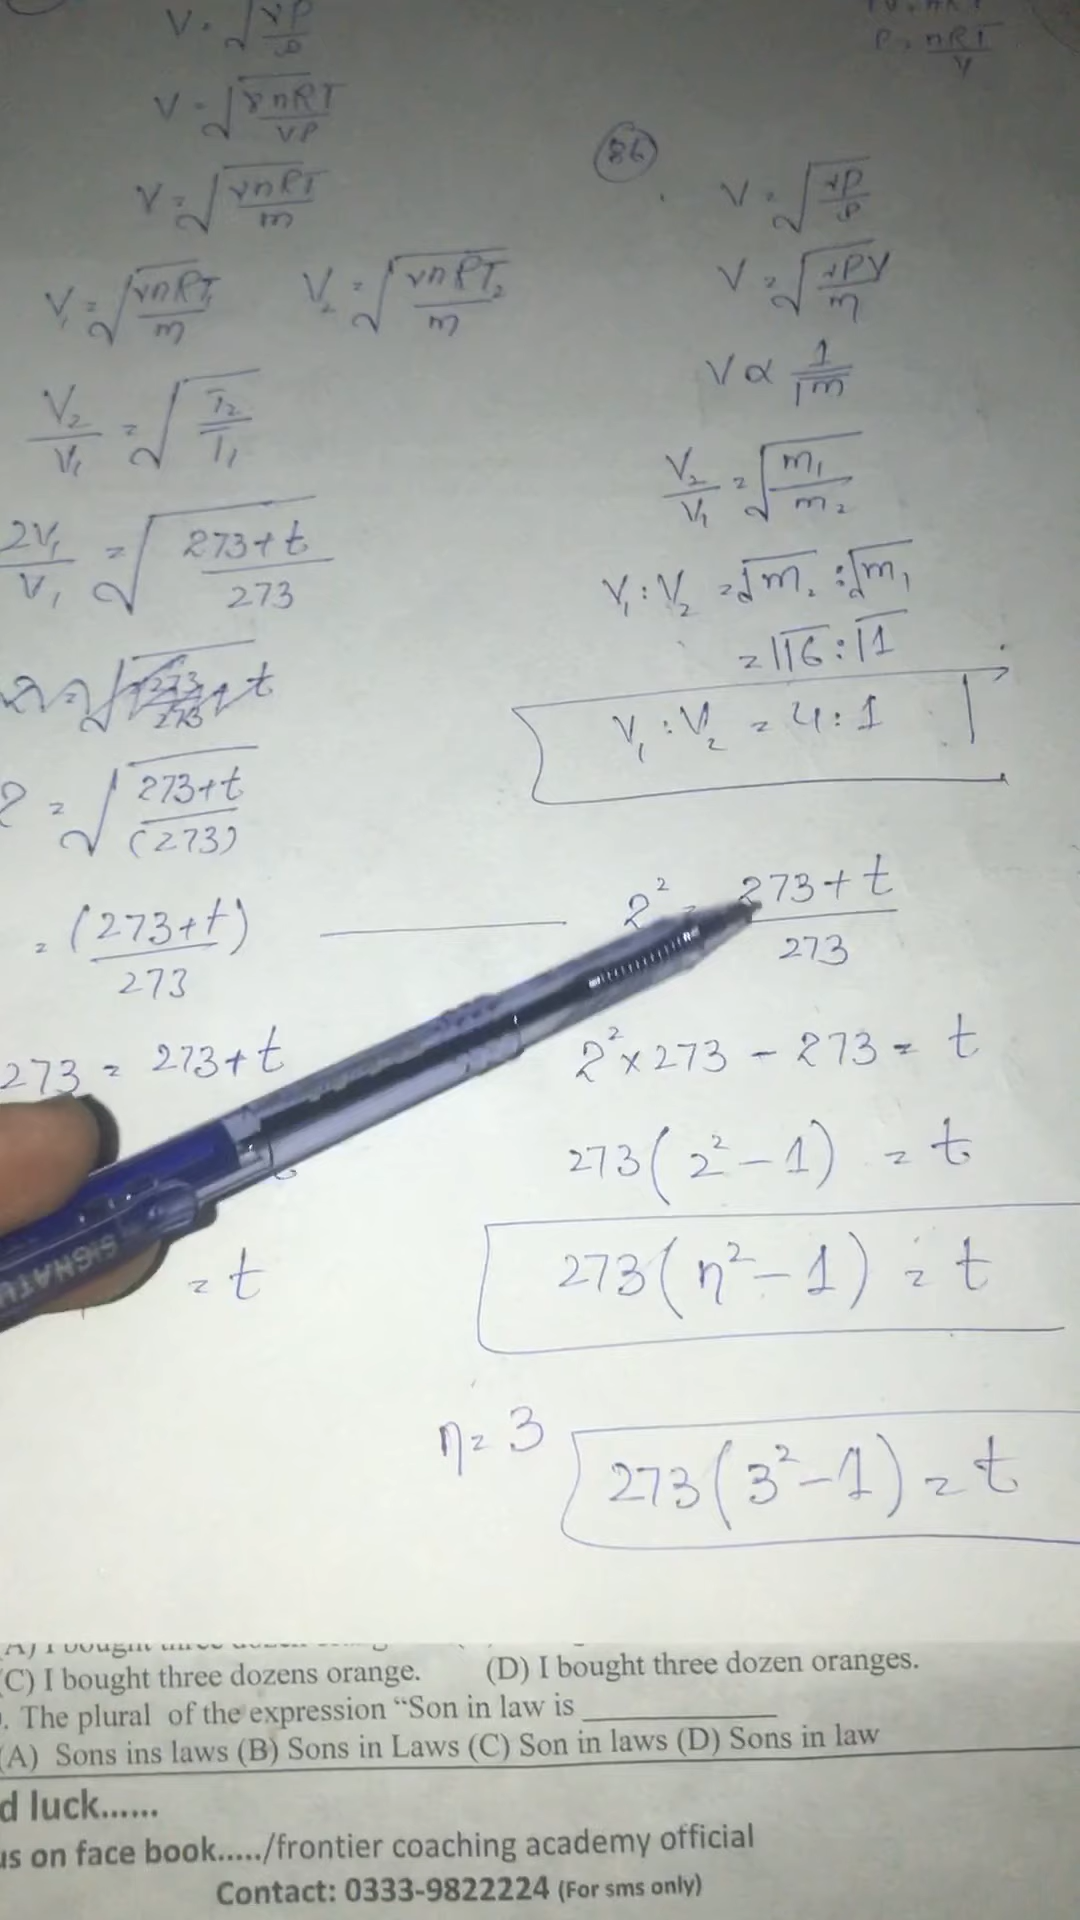 V = √γP/ρ
V = √γnRT/Vρ
V = √γnRT/m
V₁ = √γnRT₁/m V₂ = √γnRT₂/m
V₂/V₁ = √T₂/T₁
2V₁/V₁ = √273+t/273
2 = √273+t/(273)
= (273+t)/273
273 = 273+t
= t
P = nRT/V
86
V = √γP/ρ
V = √γPV/m
V ∝ 1/√m
V₂/V₁ = √m₁/m₂
V₁ : V₂ = √m₂ : √m₁
= √16 : √1
V₁ : V₂ = 4 : 1
2² = 273+t/273
2² × 273 − 273 = t
273(2² − 1) = t
273(η² − 1) = t
η = 3
273(3² − 1) = t
SIGNATU
(C) I bought three dozens orange. (D) I bought three dozen oranges.
. The plural of the expression “Son in law is ____________
(A) Sons ins laws (B) Sons in Laws (C) Son in laws (D) Sons in law
d luck......
us on face book...../frontier coaching academy official
Contact: 0333-9822224 (For sms only)